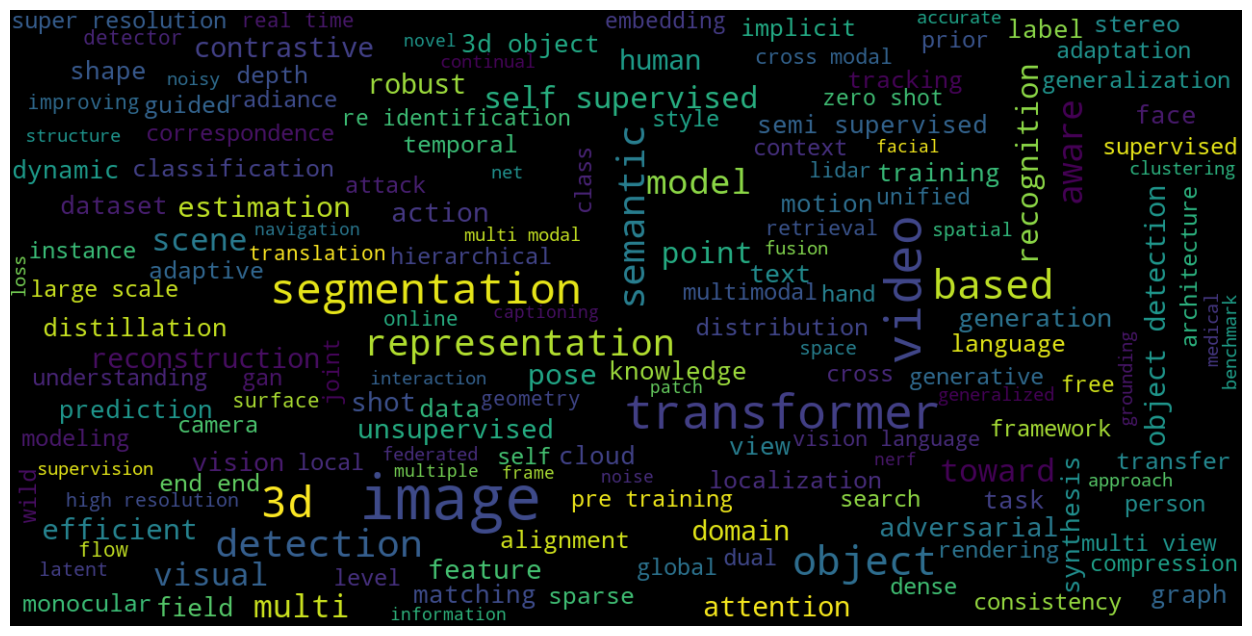 super resolution
real time
embedding
implicit
accurate
label
stereo
detector
contrastive
novel
3d object
human
cross modal
prior
adaptation
continual
shape
noisy
depth
robust
self supervised
zero shot
tracking
generalization
improving
guided
radiance
re identification
style
semi supervised
recognition
aware
face
structure
correspondence
temporal
semantic
context
facial
supervised
dynamic
classification
net
class
model
lidar
training
clustering
attack
dataset
estimation
action
motion
unified
navigation
multi modal
retrieval
video
spatial
object detection
architecture
instance
scene
translation
hierarchical
point
fusion
loss
adaptive
text
large scale
segmentation
multimodal
hand
based
captioning
medical
benchmark
distillation
online
distribution
generation
representation
language
reconstruction
joint
space
understanding
gan
interaction
pose
knowledge
cross
generative
free
grounding
patch
surface
geometry
generalized
prediction
shot
data
transformer
camera
unsupervised
framework
modeling
view
vision language
federated
self
cloud
nerf
supervision
vision
local
multiple
frame
noise
toward
transfer
wild
end end
localization
synthesis
approach
high resolution
3d
image
pre training
search
task
person
efficient
detection
alignment
domain
adversarial
flow
dual
object
rendering
multi view
latent
visual
level
feature
global
compression
matching
sparse
dense
monocular
field
multi
information
attention
consistency
graph